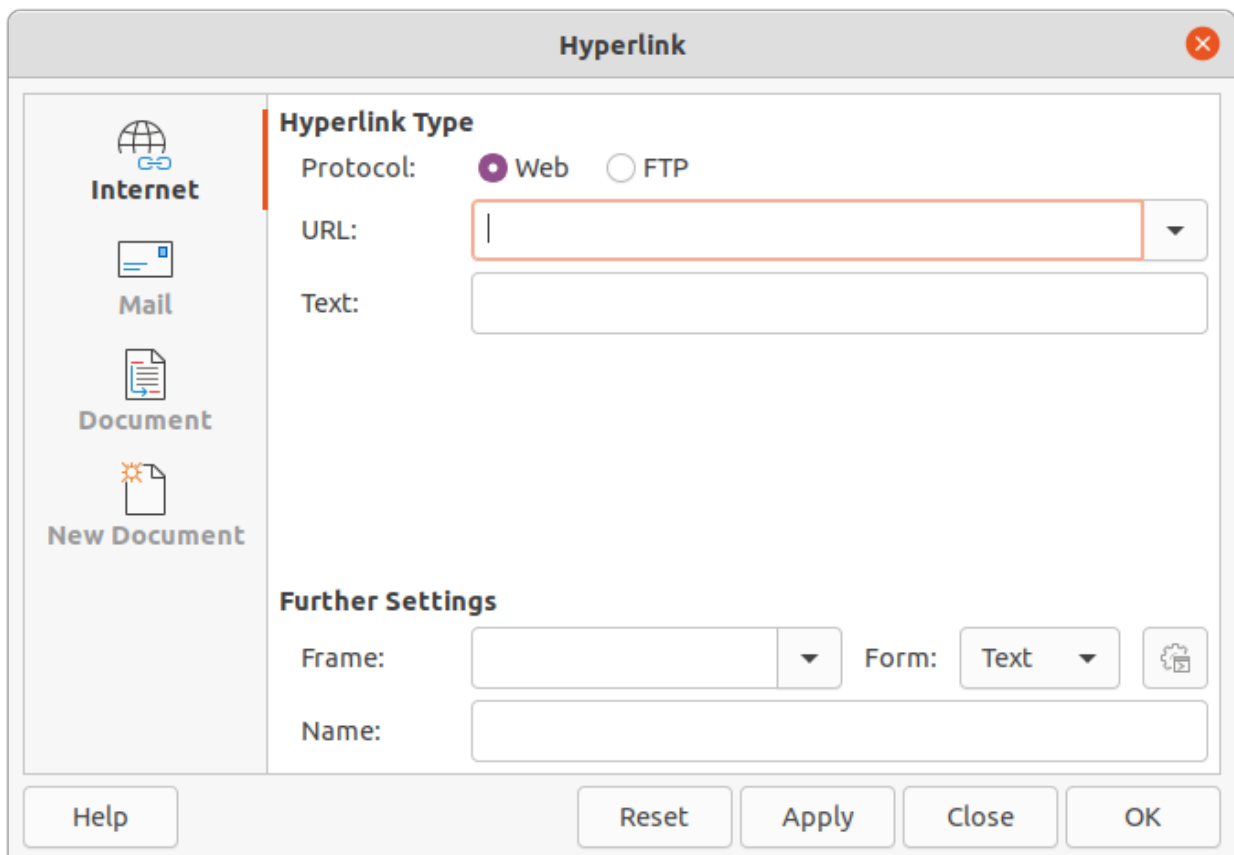 Hyperlink
Internet
Mail
Document
New Document
Hyperlink Type
Protocol: Web FTP
URL:
Text:
Further Settings
Frame: Form: Text
Name:
Help Reset Apply Close OK